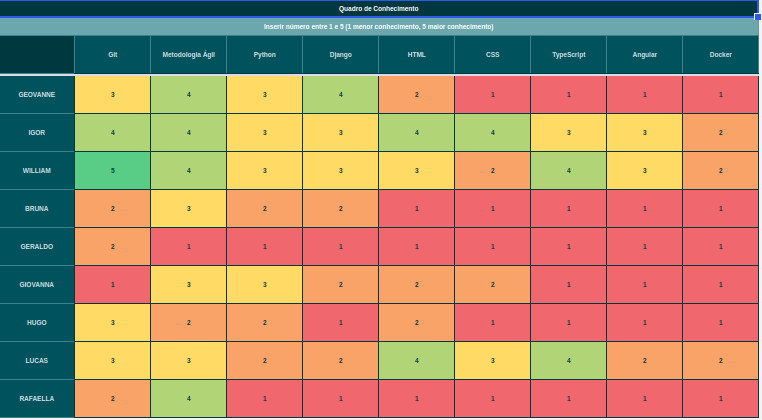 Quadro de Conhecimento
Inserir número entre 1 e 5 (1 menor conhecimento, 5 maior conhecimento)
Git Metodologia Ágil Python Django HTML CSS TypeScript Angular Docker
GEOVANNE 3 4 3 4 2 1 1 1 1
IGOR 4 4 3 3 4 4 3 3 2
WILLIAM 5 4 3 3 3 2 4 3 2
BRUNA 2 3 2 2 1 1 1 1 1
GERALDO 2 1 1 1 1 1 1 1 1
GIOVANNA 1 3 3 2 2 2 1 1 1
HUGO 3 2 2 1 2 1 1 1 1
LUCAS 3 3 2 2 4 3 4 2 2
RAFAELLA 2 4 1 1 1 1 1 1 1